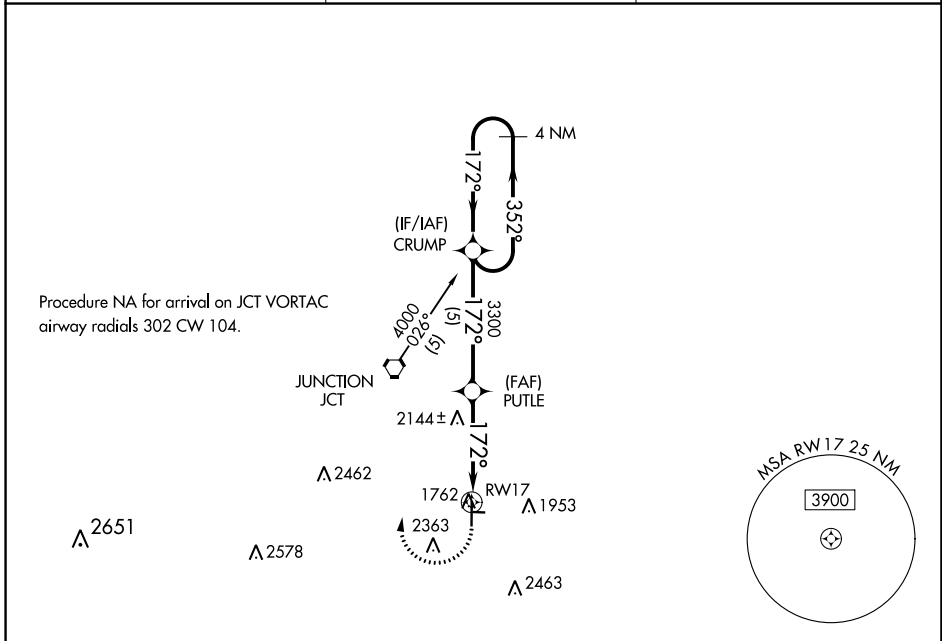 4 NM
172°
352°
(IF/IAF)
CRUMP
Procedure NA for arrival on JCT VORTAC
airway radials 302 CW 104.
4000
026°
(5)
3300
172°
(5)
JUNCTION
JCT
(FAF)
PUTLE
2144±
172°
2462
1762
RW17
1953
2651
2363
2578
2463
MSA RW17 25 NM
3900